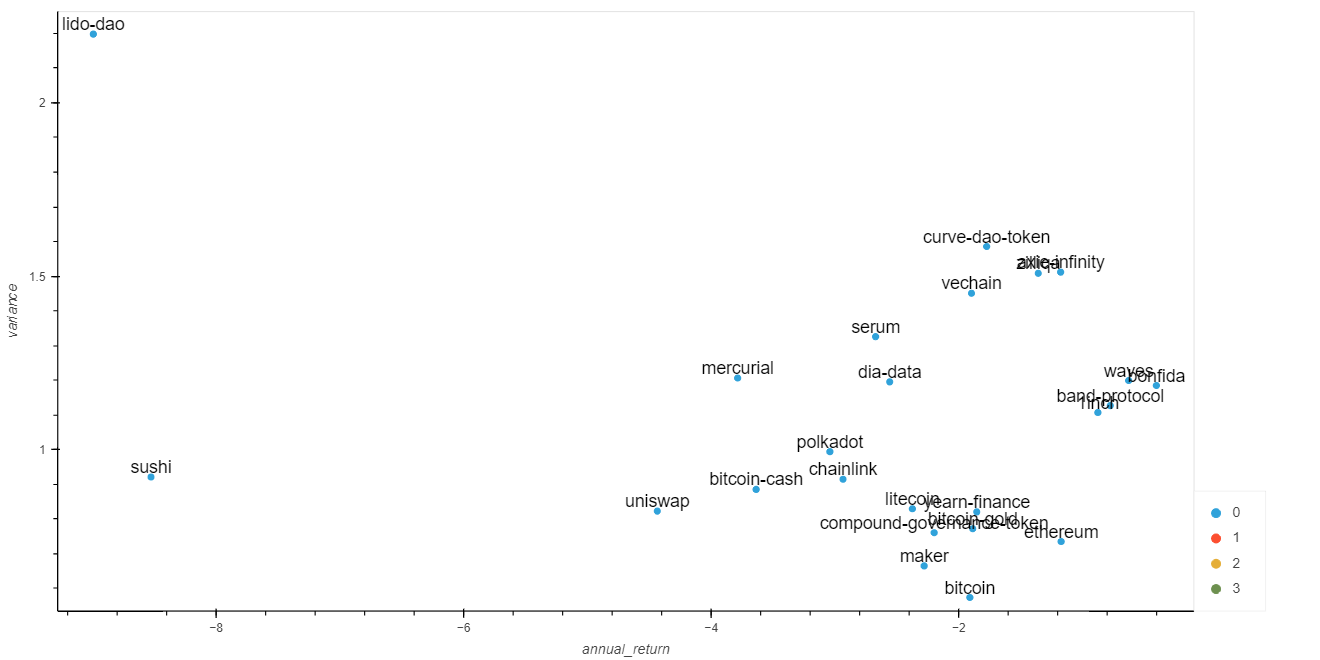 lido-dao
2
curve-dao-token
axie-infinity
1.5
vechain
variance
serum
mercurial
dia-data
waves
bonfida
band-protocol
1inch
1
polkadot
sushi
chainlink
bitcoin-cash
uniswap
litecoin
yearn-finance
bitcoin-gold
compound-governance-token
ethereum
maker
bitcoin
0
1
2
3
−8
−6
−4
−2
annual_return